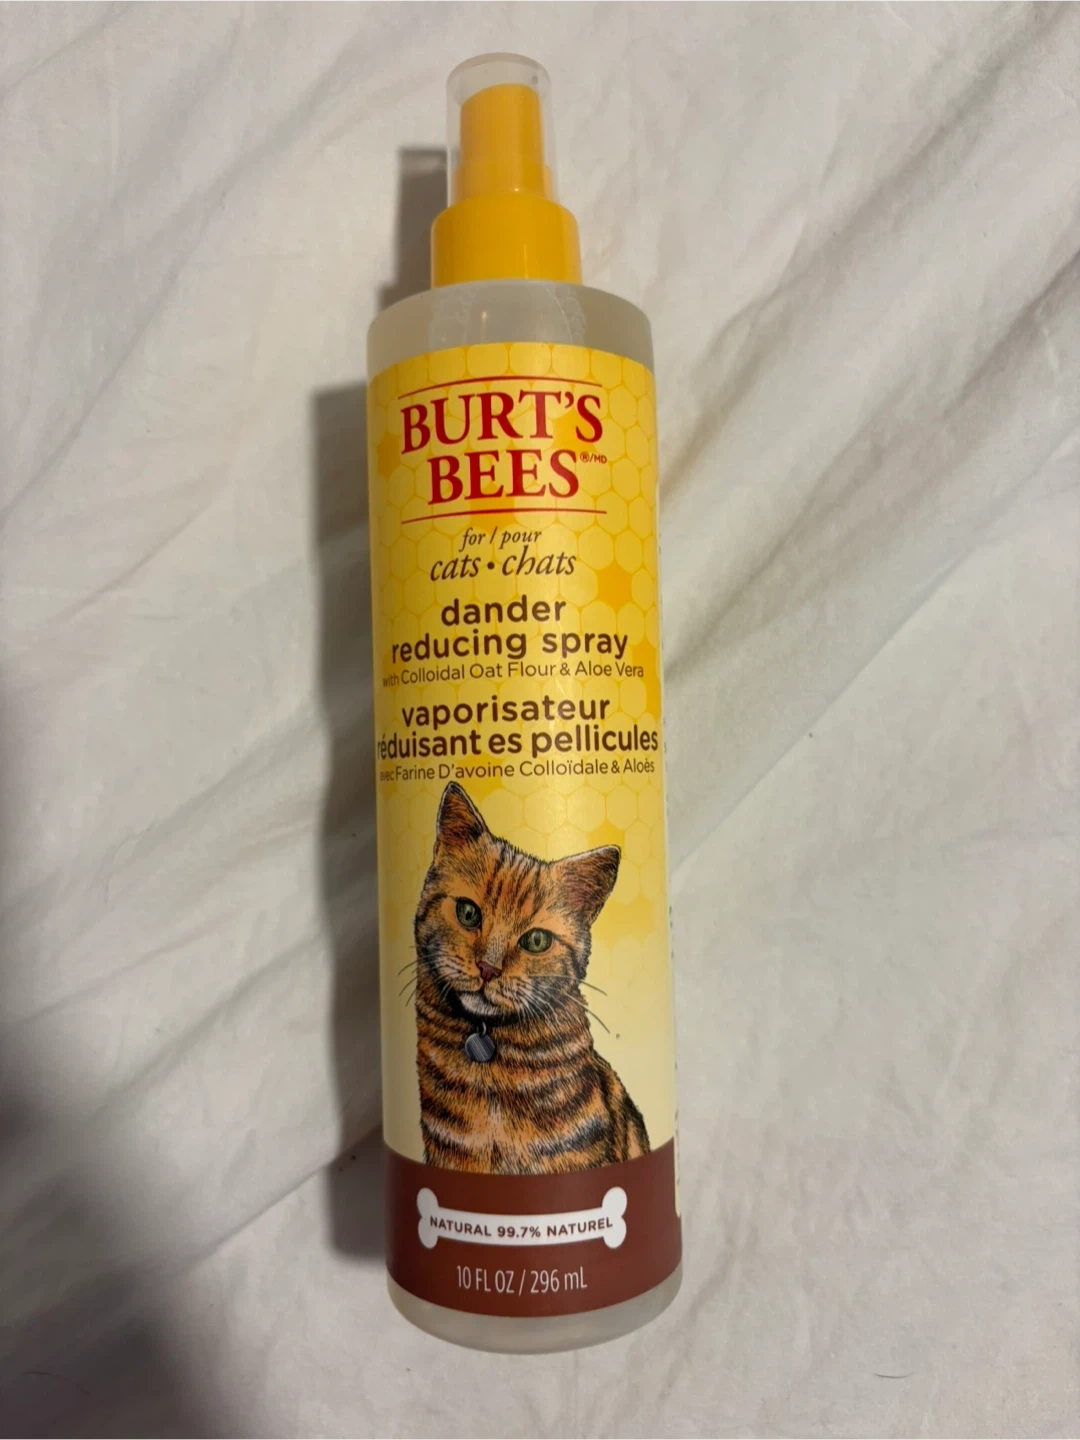 BURT'S
BEES®/MD
for / pour
cats • chats
dander
reducing spray
with Colloidal Oat Flour & Aloe Vera
vaporisateur
réduisant es pellicules
avec Farine D'avoine Colloïdale & Aloès
NATURAL 99.7% NATUREL
10 FL OZ / 296 mL